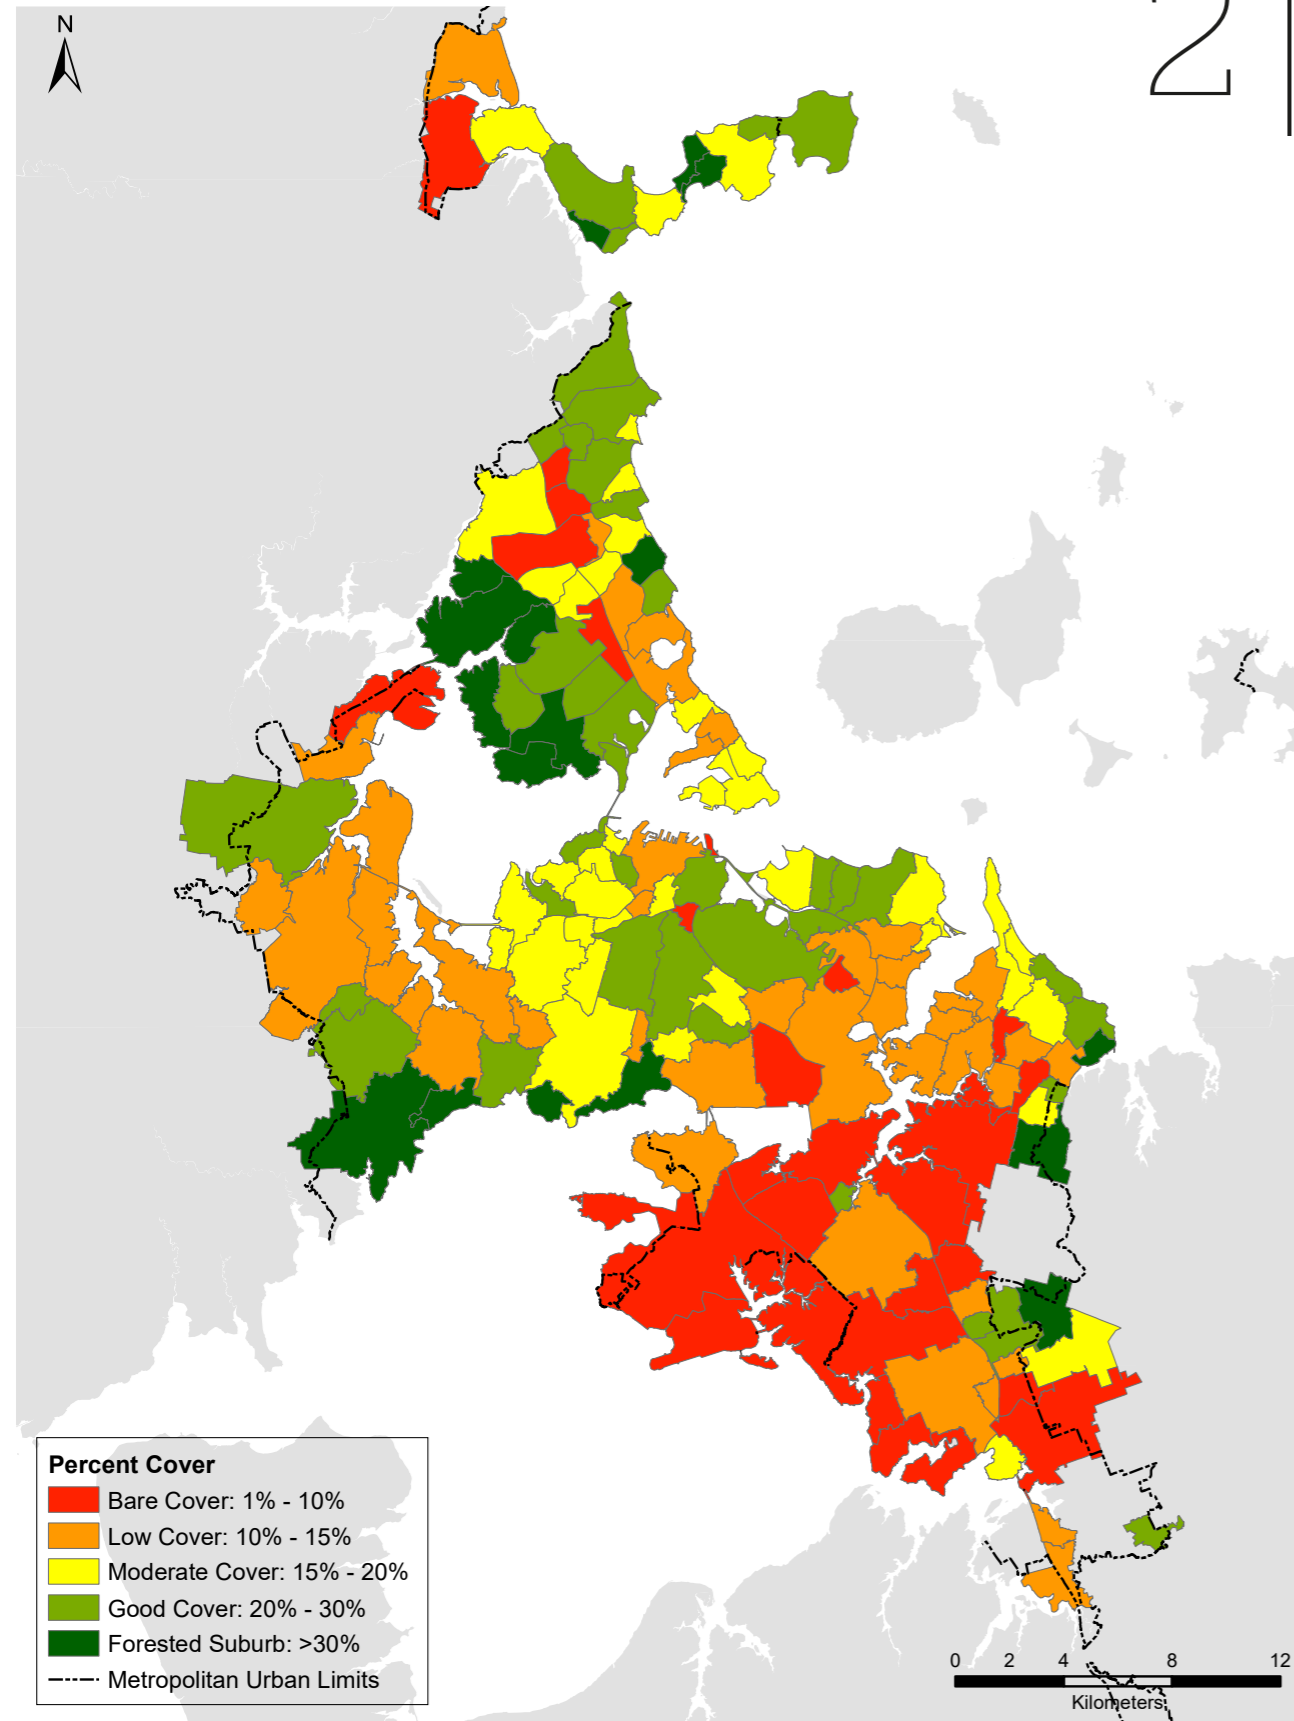 N
2
Percent Cover
Bare Cover: 1% - 10%
Low Cover: 10% - 15%
Moderate Cover: 15% - 20%
Good Cover: 20% - 30%
Forested Suburb: >30%
Metropolitan Urban Limits
0 2 4 8 12
Kilometers